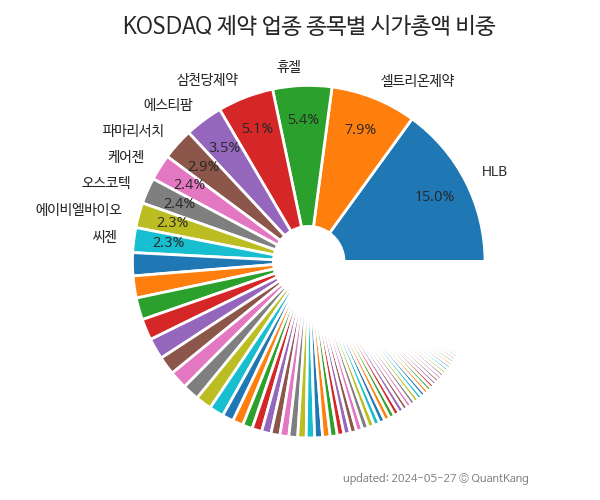 KOSDAQ 제약 업종 종목별 시가총액 비중
휴젤
삼천당제약
셀트리온제약
에스티팜
5.4%
5.1%
7.9%
파마리서치
3.5%
케어젠
2.9%
HLB
오스코텍
2.4%
15.0%
2.4%
에이비엘바이오
2.3%
씨젠
2.3%
updated: 2024-05-27 © QuantKang